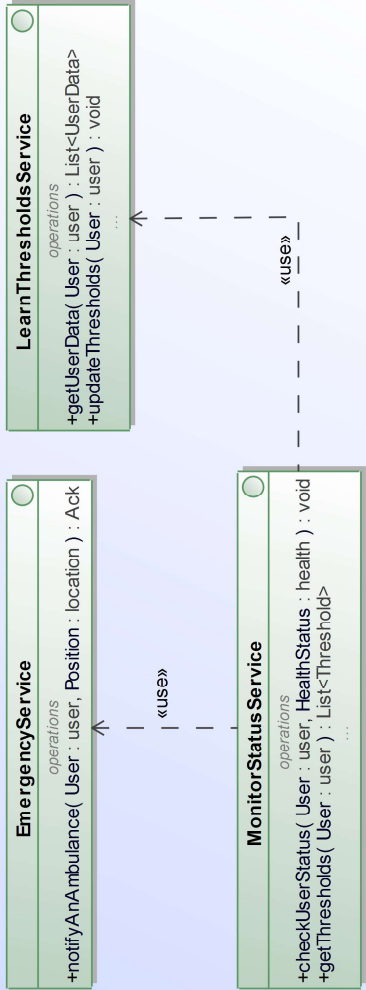 EmergencyService
operations
+notifyAnAmbulance( User : user, Position : location ) : Ack
LearnThresholdsService
operations
+getUserData( User : user ) : List<UserData>
+updateThresholds( User : user ) : void
...
«use»
«use»
MonitorStatusService
operations
+checkUserStatus( User : user, HealthStatus : health ) : void
+getThresholds( User : user ) : List<Threshold>
...